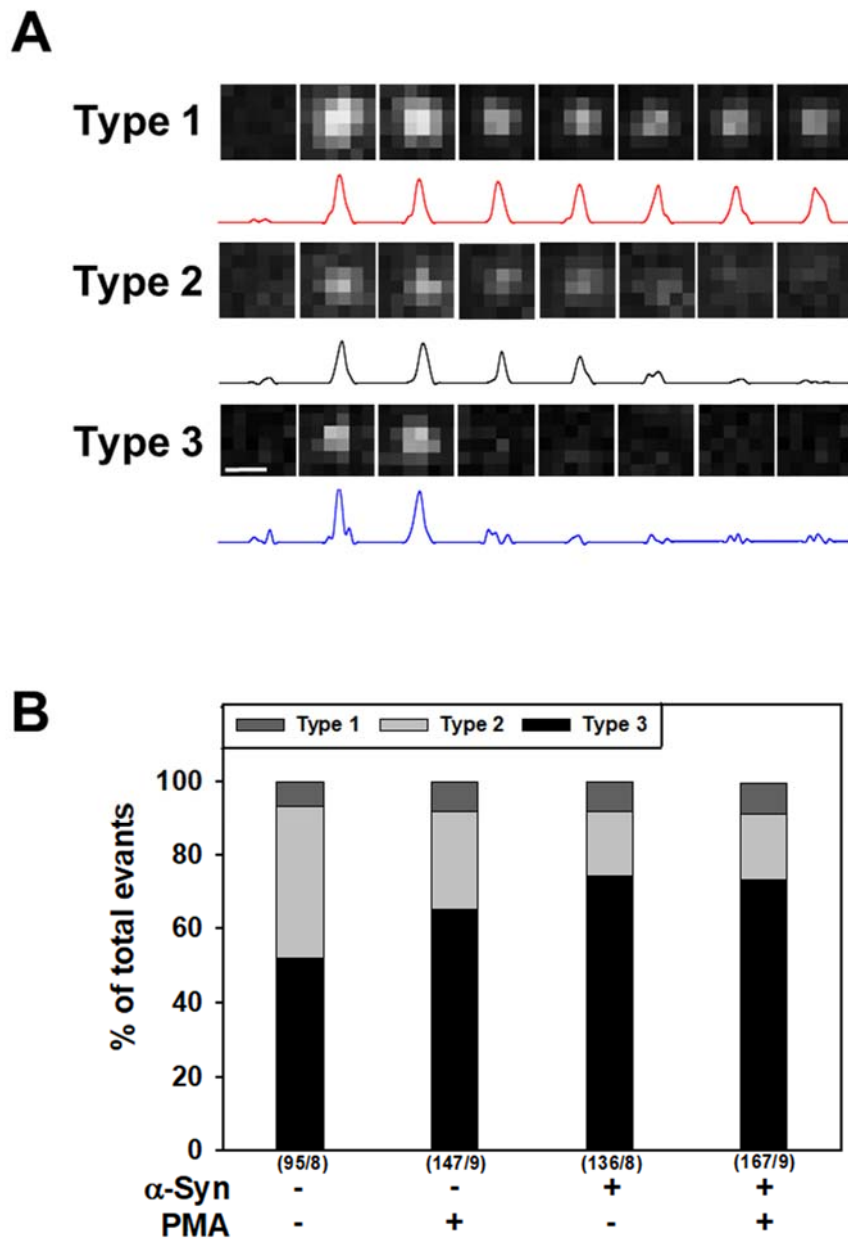 A
Type 1
Type 2
Type 3
B
Type 1 Type 2 Type 3
% of total evants
100
80
60
40
20
0
(95/8) (147/9) (136/8) (167/9)
α-Syn - - + +
PMA - + - +